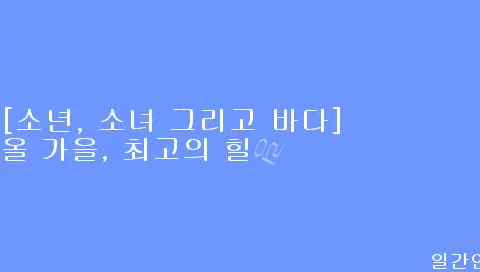 [소년, 소녀 그리고 바다]
올 가을, 최고의 힐
일간